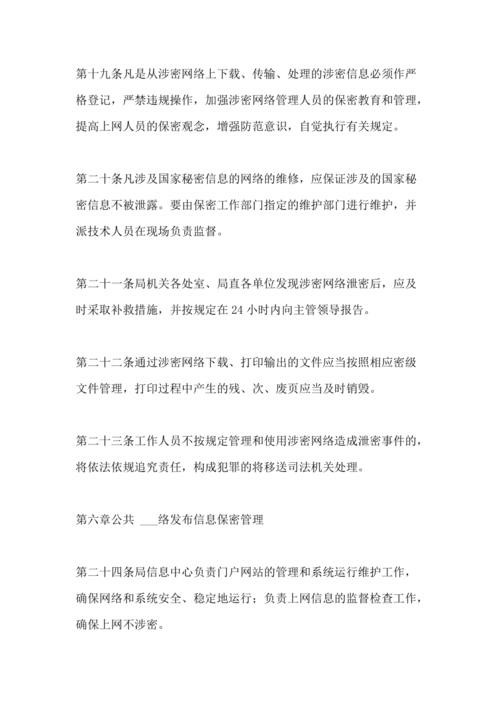 第十九条凡是从涉密网络上下载、传输、处理的涉密信息必须作严
格登记，严禁违规操作，加强涉密网络管理人员的保密教育和管理，
提高上网人员的保密观念，增强防范意识，自觉执行有关规定。
第二十条凡涉及国家秘密信息的网络的维修，应保证涉及的国家秘
密信息不被泄露。要由保密工作部门指定的维护部门进行维护，并
派技术人员在现场负责监督。
第二十一条局机关各处室、局直各单位发现涉密网络泄密后，应及
时采取补救措施，并按规定在 24 小时内向主管领导报告。
第二十二条通过涉密网络下载、打印输出的文件应当按照相应密级
文件管理，打印过程中产生的残、次、废页应当及时销毁。
第二十三条工作人员不按规定管理和使用涉密网络造成泄密事件的，
将依法依规追究责任，构成犯罪的将移送司法机关处理。
第六章公共 ___络发布信息保密管理
第二十四条局信息中心负责门户网站的管理和系统运行维护工作，
确保网络和系统安全、稳定地运行；负责上网信息的监督检查工作，
确保上网不涉密。